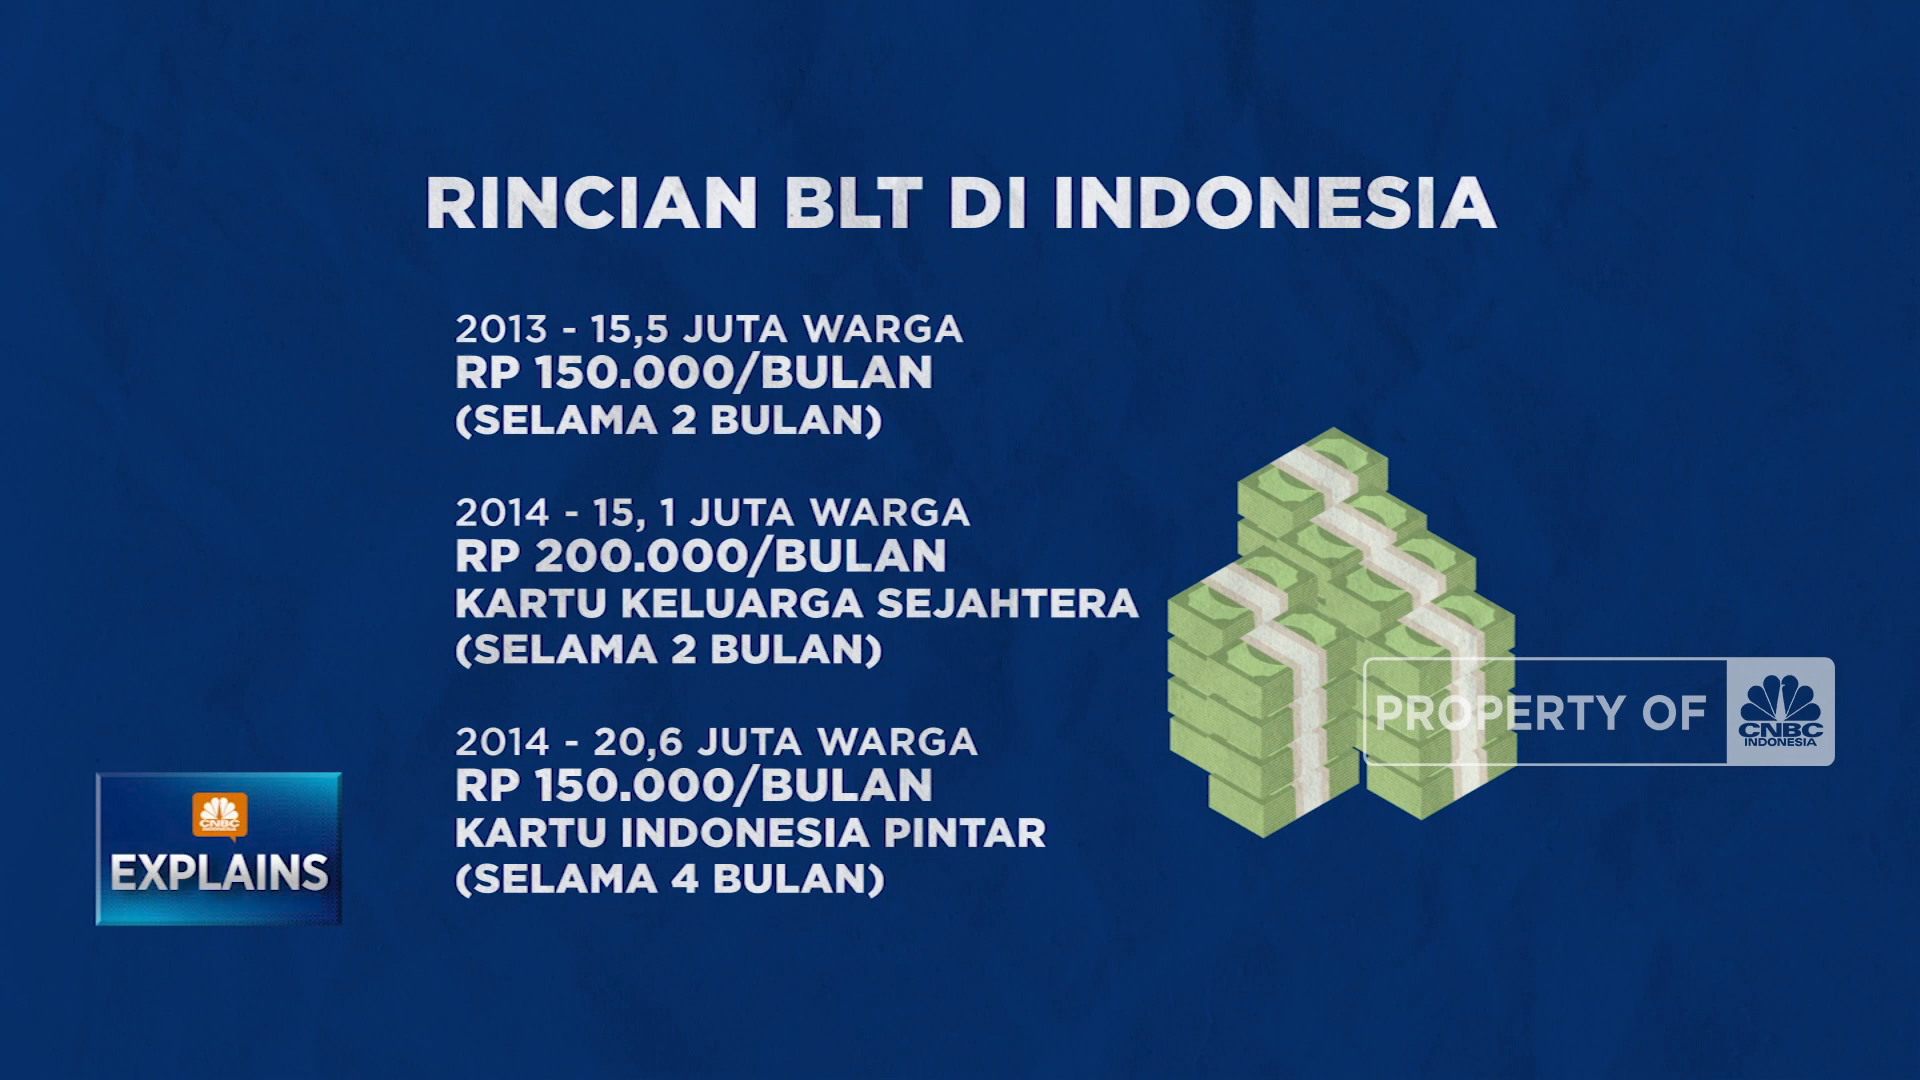 RINCIAN BLT DI INDONESIA
2013 - 15,5 JUTA WARGA
RP 150.000/BULAN
(SELAMA 2 BULAN)
2014 - 15, 1 JUTA WARGA
RP 200.000/BULAN
KARTU KELUARGA SEJAHTERA
(SELAMA 2 BULAN)
2014 - 20,6 JUTA WARGA
RP 150.000/BULAN
KARTU INDONESIA PINTAR
(SELAMA 4 BULAN)
PROPERTY OF
CNBC
INDONESIA
CNBC
INDONESIA
EXPLAINS